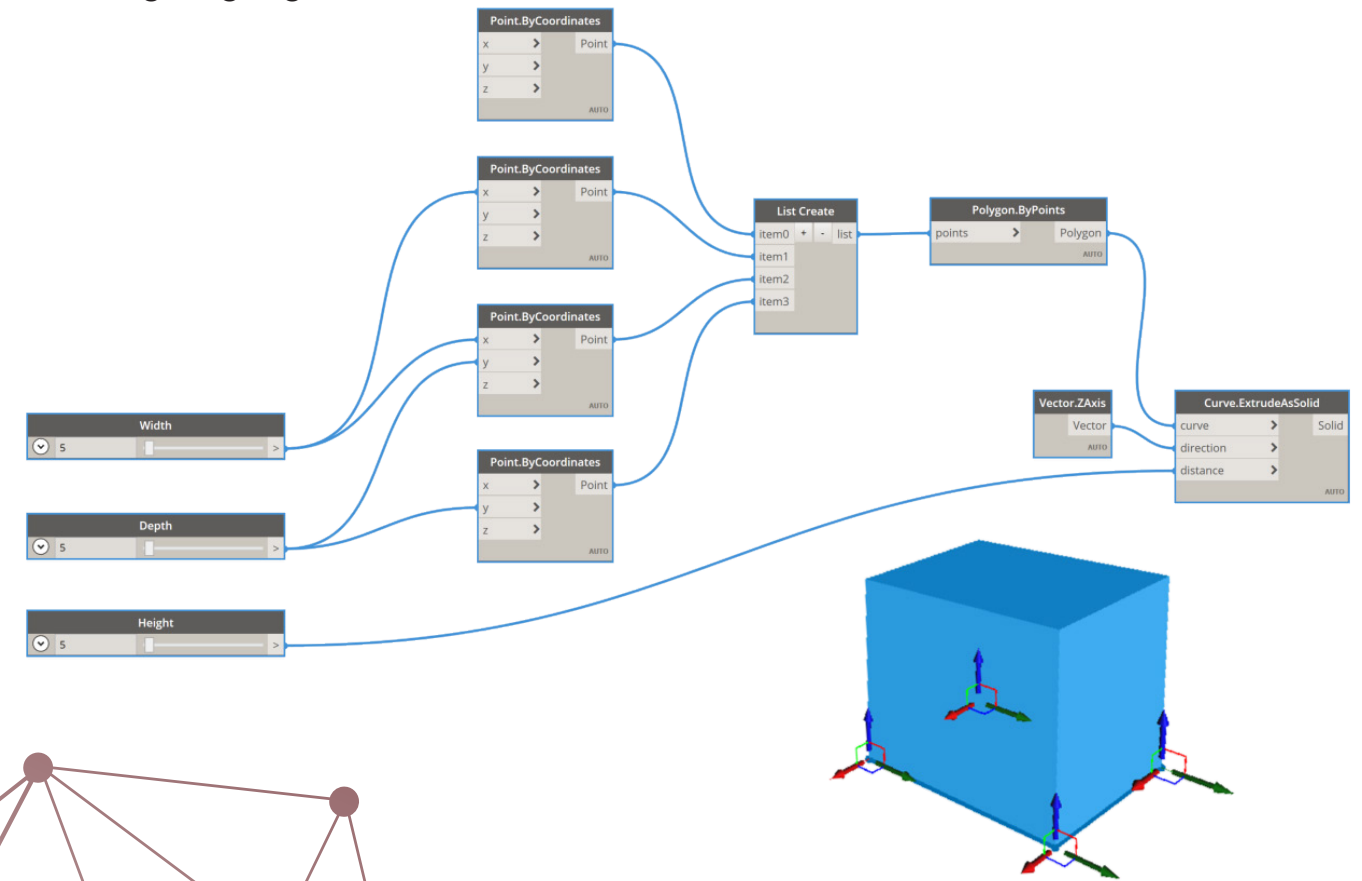 Point.ByCoordinates
x > Point
y >
z >
AUTO
Point.ByCoordinates
x > Point
y >
z >
AUTO
List Create
item0 + - list
item1
item2
item3
Polygon.ByPoints
points > Polygon
AUTO
Point.ByCoordinates
x > Point
y >
z >
AUTO
Width
5 >
Vector.ZAxis
Vector
AUTO
Curve.ExtrudeAsSolid
curve > Solid
direction >
distance >
AUTO
Point.ByCoordinates
x > Point
y >
z >
AUTO
Depth
5 >
Height
5 >